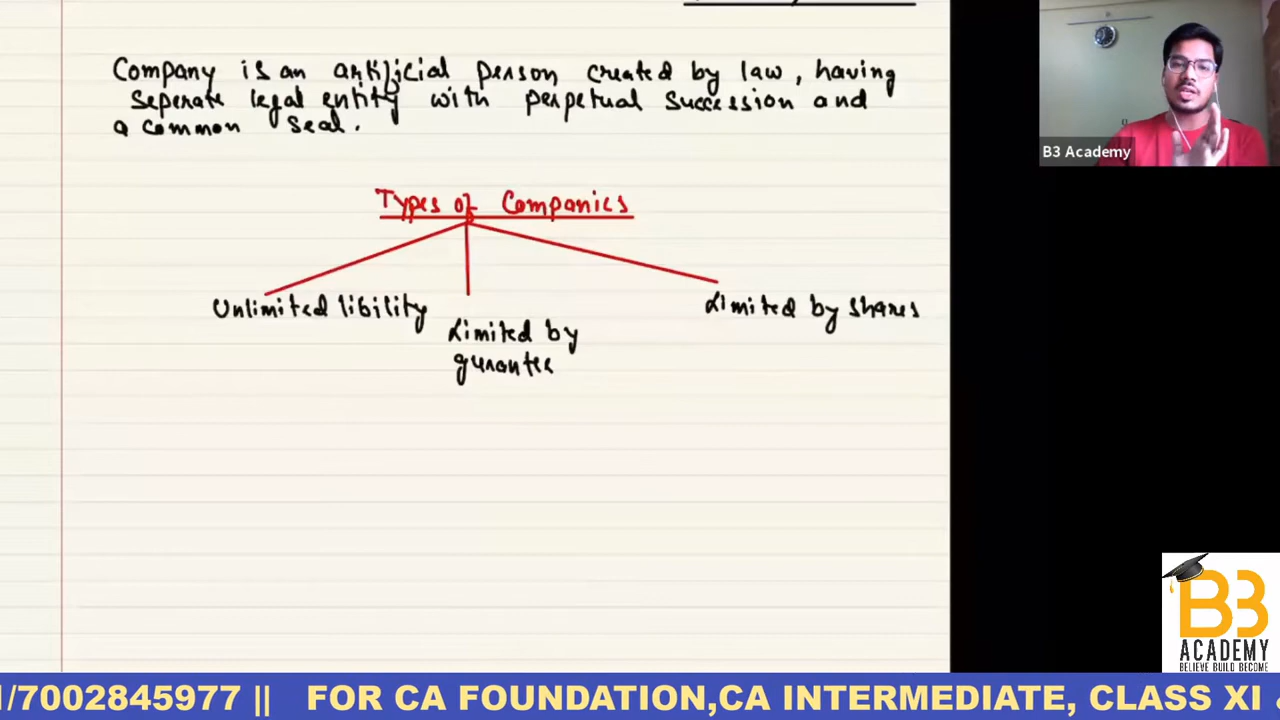 Company is an artificial person created by law, having
seperate legal entity with perpetual succession and
a common seal.
B3 Academy
Types of Companies
Unlimited libility
Limited by
gurantee
Limited by shares
B3
ACADEMY
BELIEVE BUILD BECOME
1/7002845977 || FOR CA FOUNDATION,CA INTERMEDIATE, CLASS XI